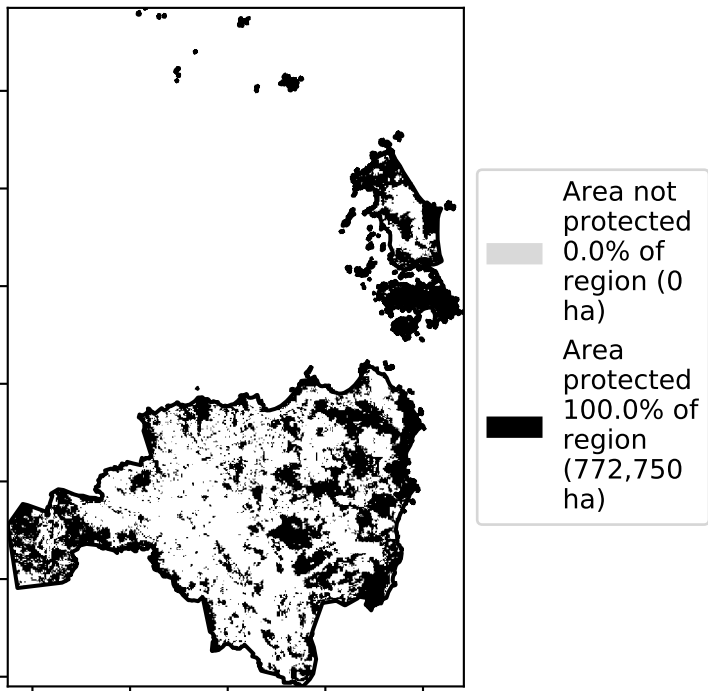 Area not
protected
0.0% of
region (0
ha)
Area
protected
100.0% of
region
(772,750
ha)